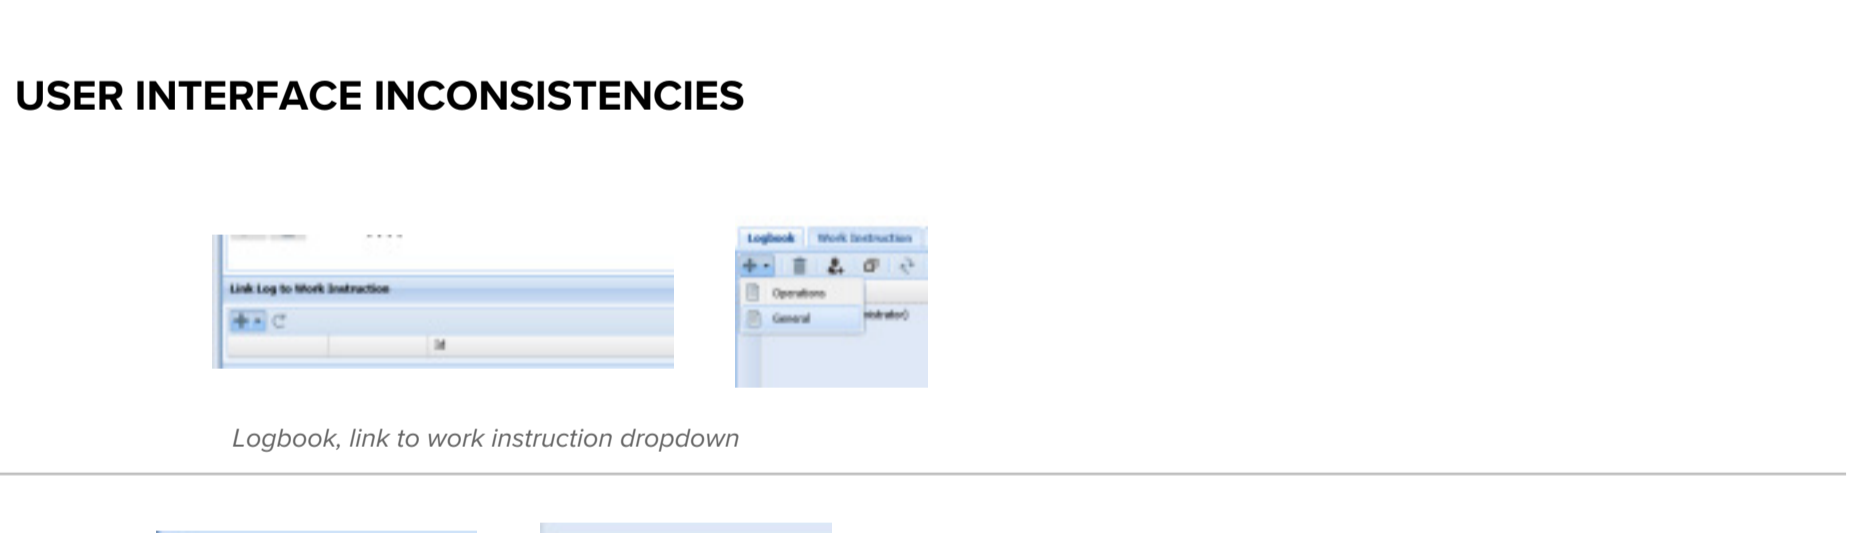 USER INTERFACE INCONSISTENCIES
Link Log to Work Instruction
Id
Logbook Work Instruction
Operations
General
Logbook, link to work instruction dropdown